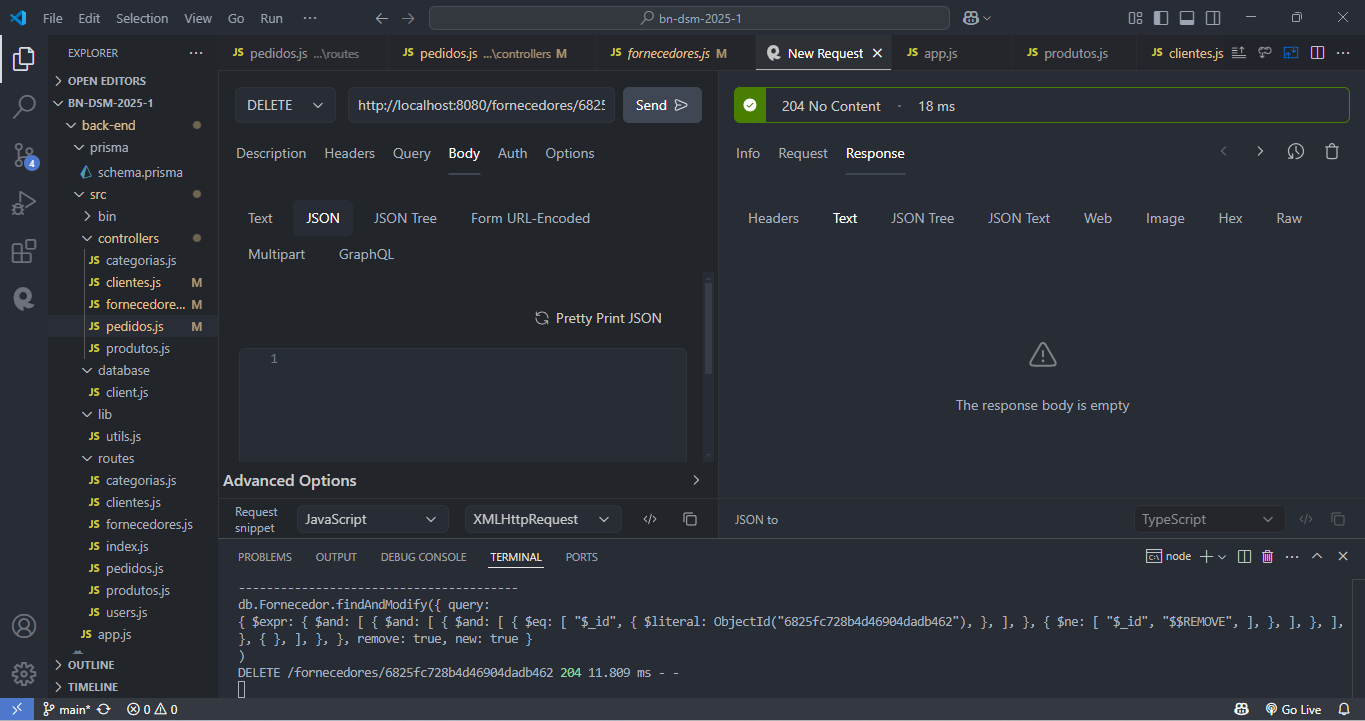 File Edit Selection View Go Run ··· bn-dsm-2025-1
EXPLORER ···
OPEN EDITORS
BN-DSM-2025-1
back-end
prisma
schema.prisma
src
bin
controllers
JS categorias.js
JS clientes.js M
JS fornecedore... M
JS pedidos.js M
JS produtos.js
database
JS client.js
lib
JS utils.js
routes
JS categorias.js
JS clientes.js
JS fornecedores.js
JS index.js
JS pedidos.js
JS produtos.js
JS users.js
JS app.js
OUTLINE
TIMELINE
JS pedidos.js ...\routes JS pedidos.js ...\controllers M JS fornecedores.js M New Request JS app.js JS produtos.js JS clientes.js ···
DELETE http://localhost:8080/fornecedores/6825 Send
Description Headers Query Body Auth Options
Text JSON JSON Tree Form URL-Encoded
Multipart GraphQL
Pretty Print JSON
1
Advanced Options
Request snippet JavaScript XMLHttpRequest
204 No Content · 18 ms
Info Request Response
Headers Text JSON Tree JSON Text Web Image Hex Raw
The response body is empty
JSON to TypeScript
PROBLEMS OUTPUT DEBUG CONSOLE TERMINAL PORTS node ···
----------------------------------------
db.Fornecedor.findAndModify({ query:
{ $expr: { $and: [ { $and: [ { $and: [ { $eq: [ "$_id", { $literal: ObjectId("6825fc728b4d46904dadb462"), }, ], }, { $ne: [ "$_id", "$$REMOVE", ], }, ], }, ],
}, { }, ], }, }, remove: true, new: true }
)
DELETE /fornecedores/6825fc728b4d46904dadb462 204 11.809 ms - -
4
main* 0 0 Go Live